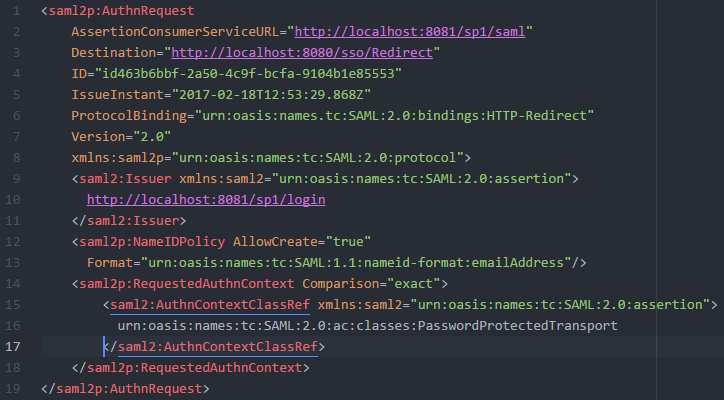 1 <saml2p:AuthnRequest
2 AssertionConsumerServiceURL="http://localhost:8081/sp1/saml"
3 Destination="http://localhost:8080/sso/Redirect"
4 ID="id463b6bbf-2a50-4c9f-bcfa-9104b1e85553"
5 IssueInstant="2017-02-18T12:53:29.868Z"
6 ProtocolBinding="urn:oasis:names.tc:SAML:2.0:bindings:HTTP-Redirect"
7 Version="2.0"
8 xmlns:saml2p="urn:oasis:names:tc:SAML:2.0:protocol">
9 <saml2:Issuer xmlns:saml2="urn:oasis:names:tc:SAML:2.0:assertion">
10 http://localhost:8081/sp1/login
11 </saml2:Issuer>
12 <saml2p:NameIDPolicy AllowCreate="true"
13 Format="urn:oasis:names:tc:SAML:1.1:nameid-format:emailAddress"/>
14 <saml2p:RequestedAuthnContext Comparison="exact">
15 <saml2:AuthnContextClassRef xmlns:saml2="urn:oasis:names:tc:SAML:2.0:assertion">
16 urn:oasis:names:tc:SAML:2.0:ac:classes:PasswordProtectedTransport
17 </saml2:AuthnContextClassRef>
18 </saml2p:RequestedAuthnContext>
19 </saml2p:AuthnRequest>